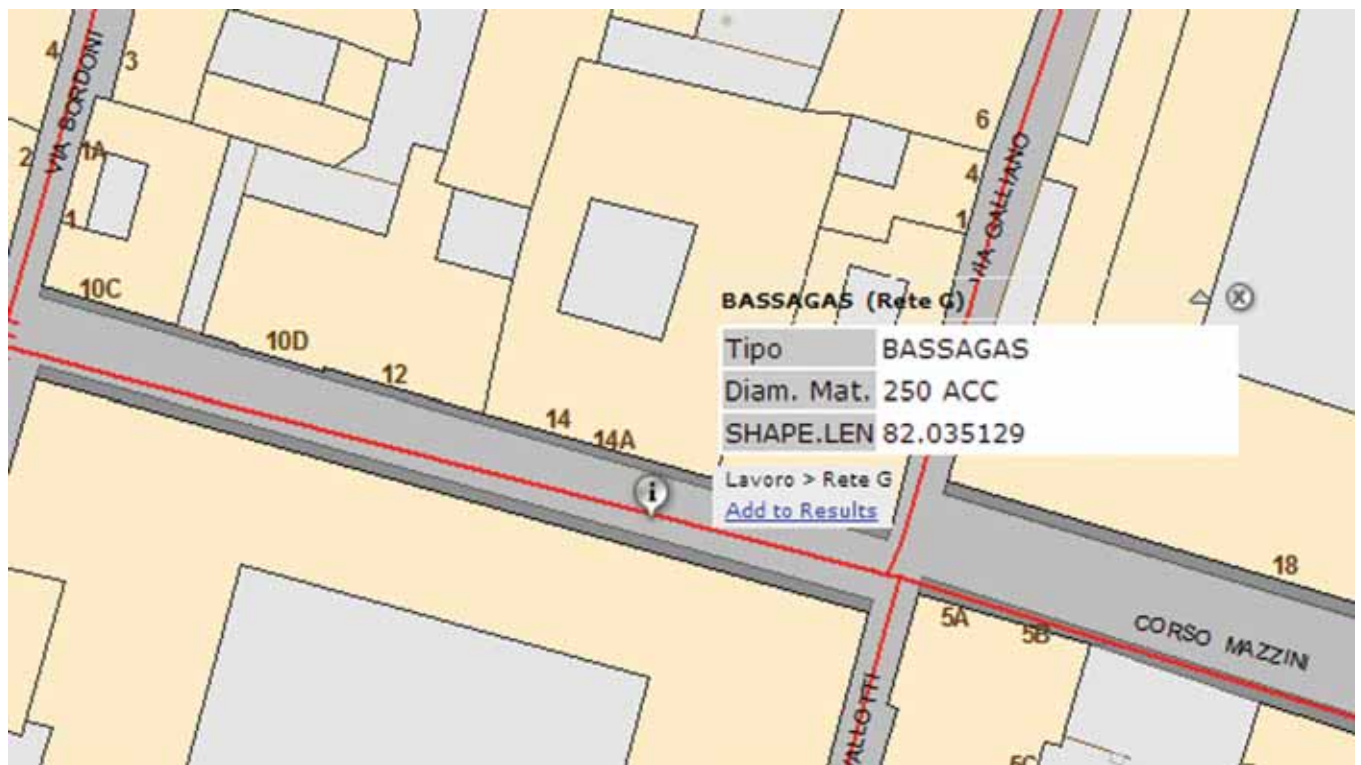 4
3
VIA BORDONI
2
1A
1
6
4
1
VIA GALLIANO
10C
10D
12
14
14A
BASSAGAS (Rete G)
Tipo BASSAGAS
Diam. Mat. 250 ACC
SHAPE.LEN 82.035129
Lavoro > Rete G
Add to Results
i
18
5A
5B
CORSO MAZZINI
ALLOTTI
5C